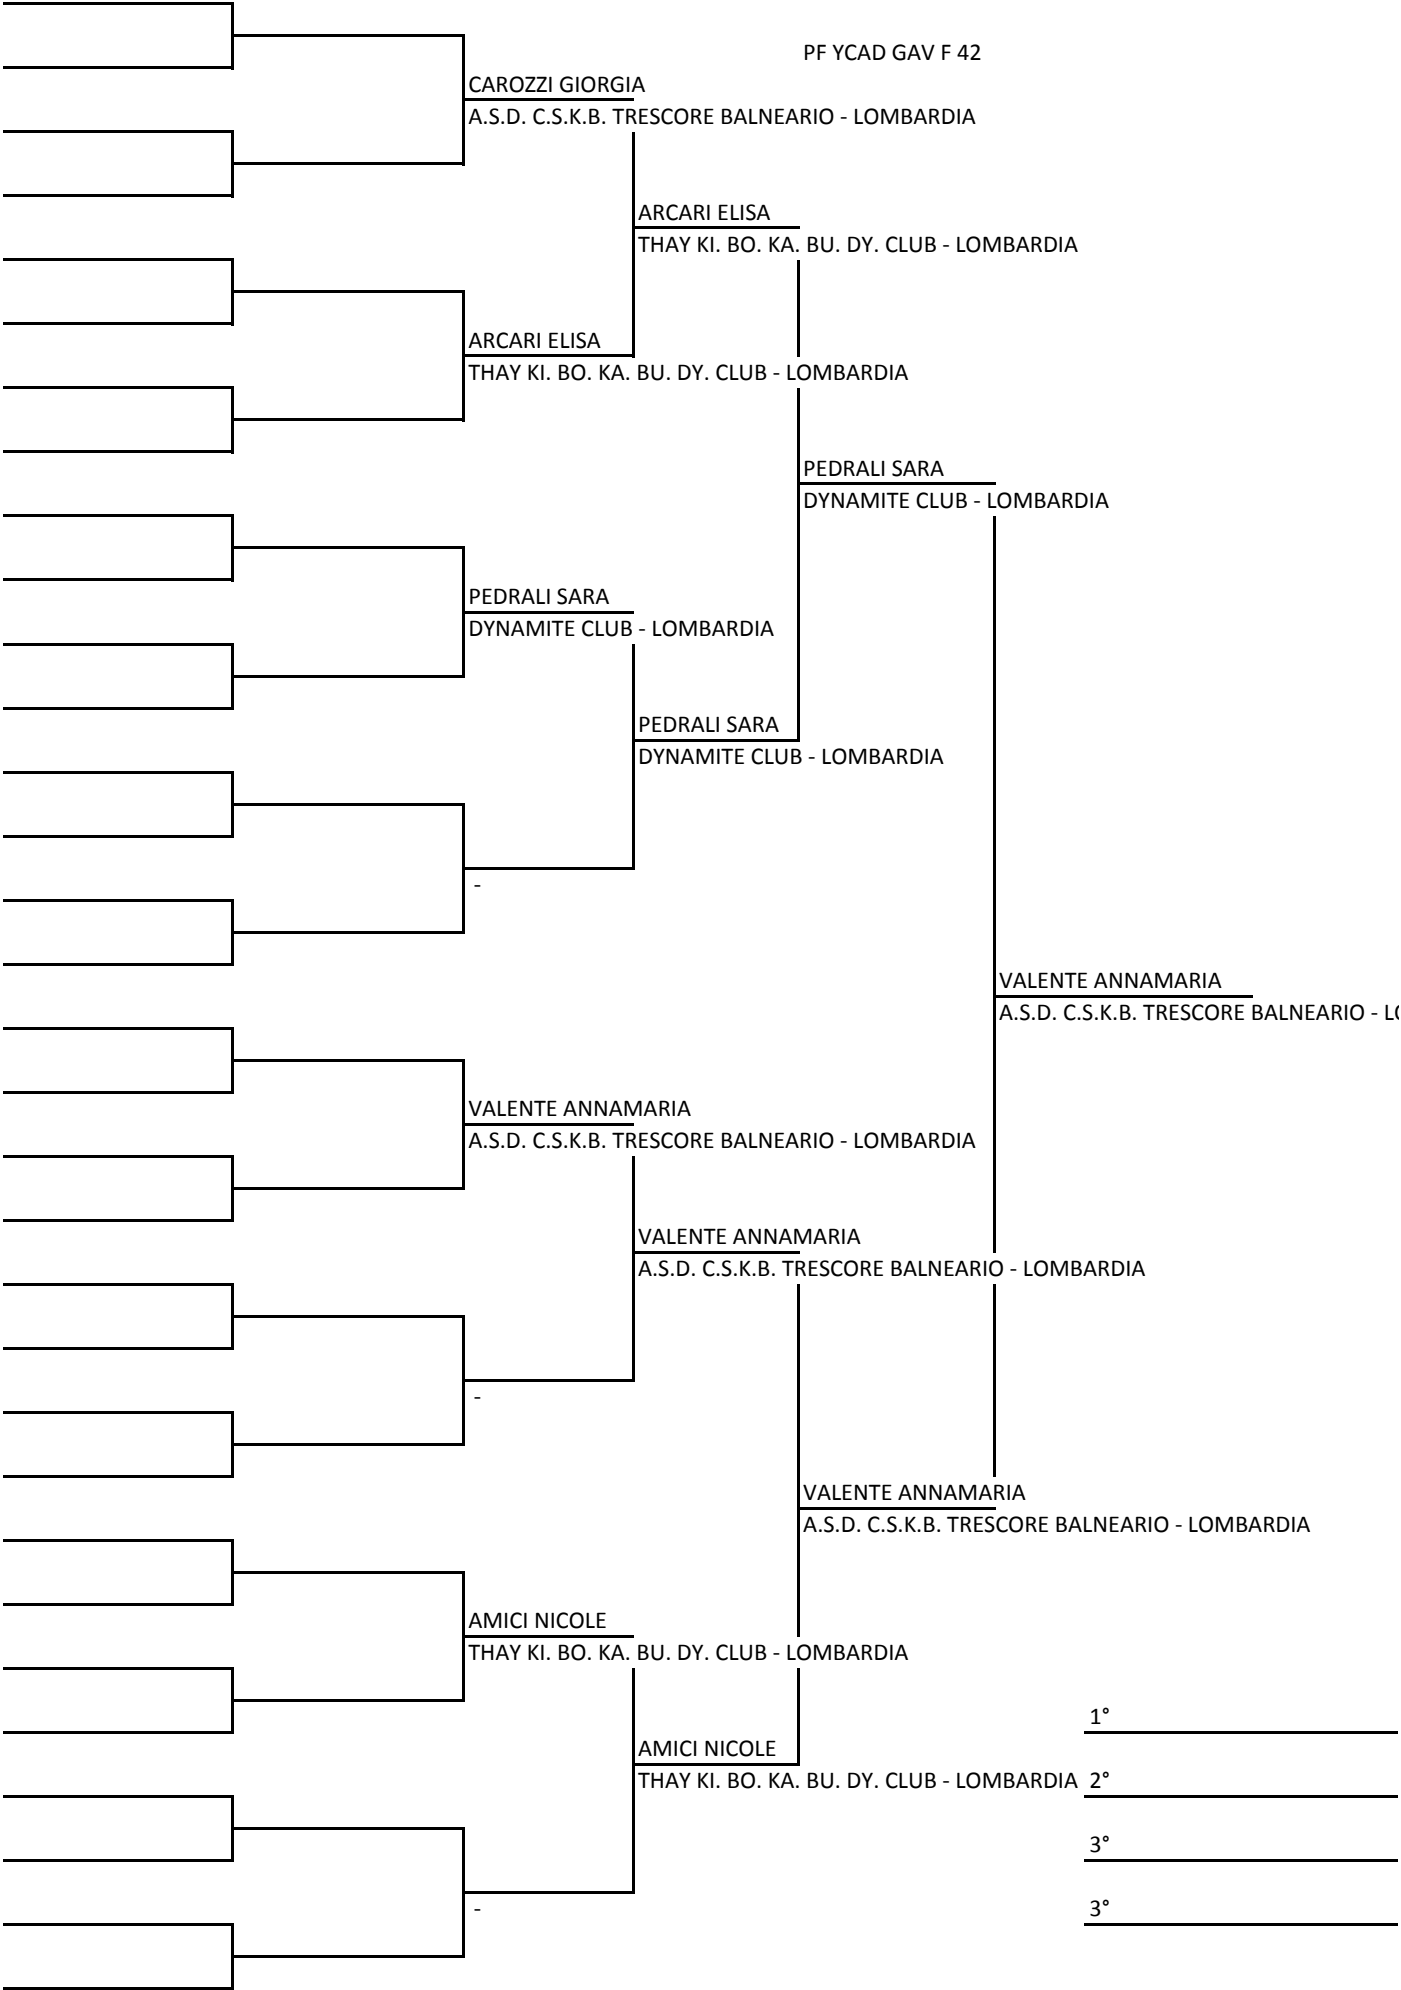 PF YCAD GAV F 42
CAROZZI GIORGIA
A.S.D. C.S.K.B. TRESCORE BALNEARIO - LOMBARDIA
ARCARI ELISA
THAY KI. BO. KA. BU. DY. CLUB - LOMBARDIA
ARCARI ELISA
THAY KI. BO. KA. BU. DY. CLUB - LOMBARDIA
PEDRALI SARA
DYNAMITE CLUB - LOMBARDIA
PEDRALI SARA
DYNAMITE CLUB - LOMBARDIA
PEDRALI SARA
DYNAMITE CLUB - LOMBARDIA
-
VALENTE ANNAMARIA
A.S.D. C.S.K.B. TRESCORE BALNEARIO - L
VALENTE ANNAMARIA
A.S.D. C.S.K.B. TRESCORE BALNEARIO - LOMBARDIA
VALENTE ANNAMARIA
A.S.D. C.S.K.B. TRESCORE BALNEARIO - LOMBARDIA
-
VALENTE ANNAMARIA
A.S.D. C.S.K.B. TRESCORE BALNEARIO - LOMBARDIA
AMICI NICOLE
THAY KI. BO. KA. BU. DY. CLUB - LOMBARDIA
1°
AMICI NICOLE
THAY KI. BO. KA. BU. DY. CLUB - LOMBARDIA
2°
3°
-
3°